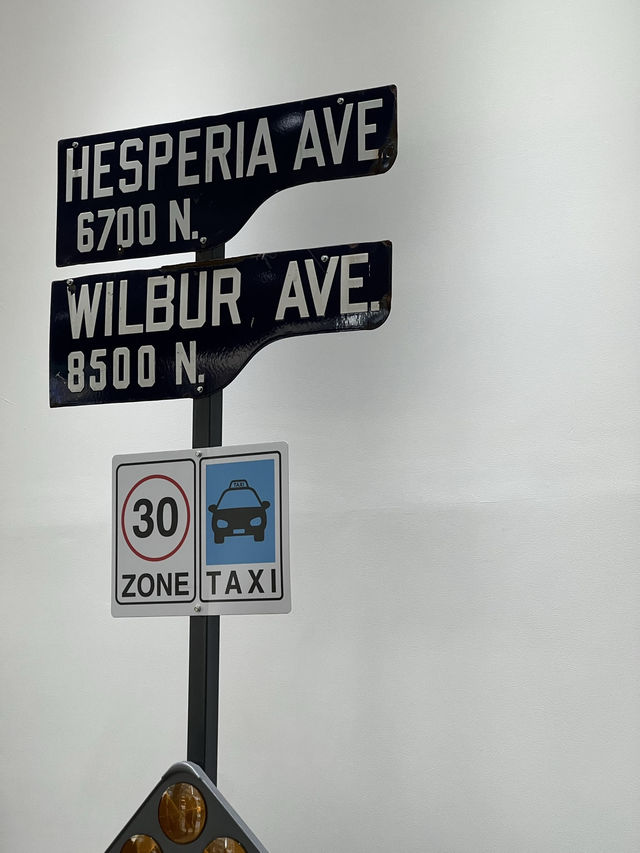 HESPERIA AVE
6700 N.
WILBUR AVE.
8500 N.
30
ZONE
TAXI
TAXI